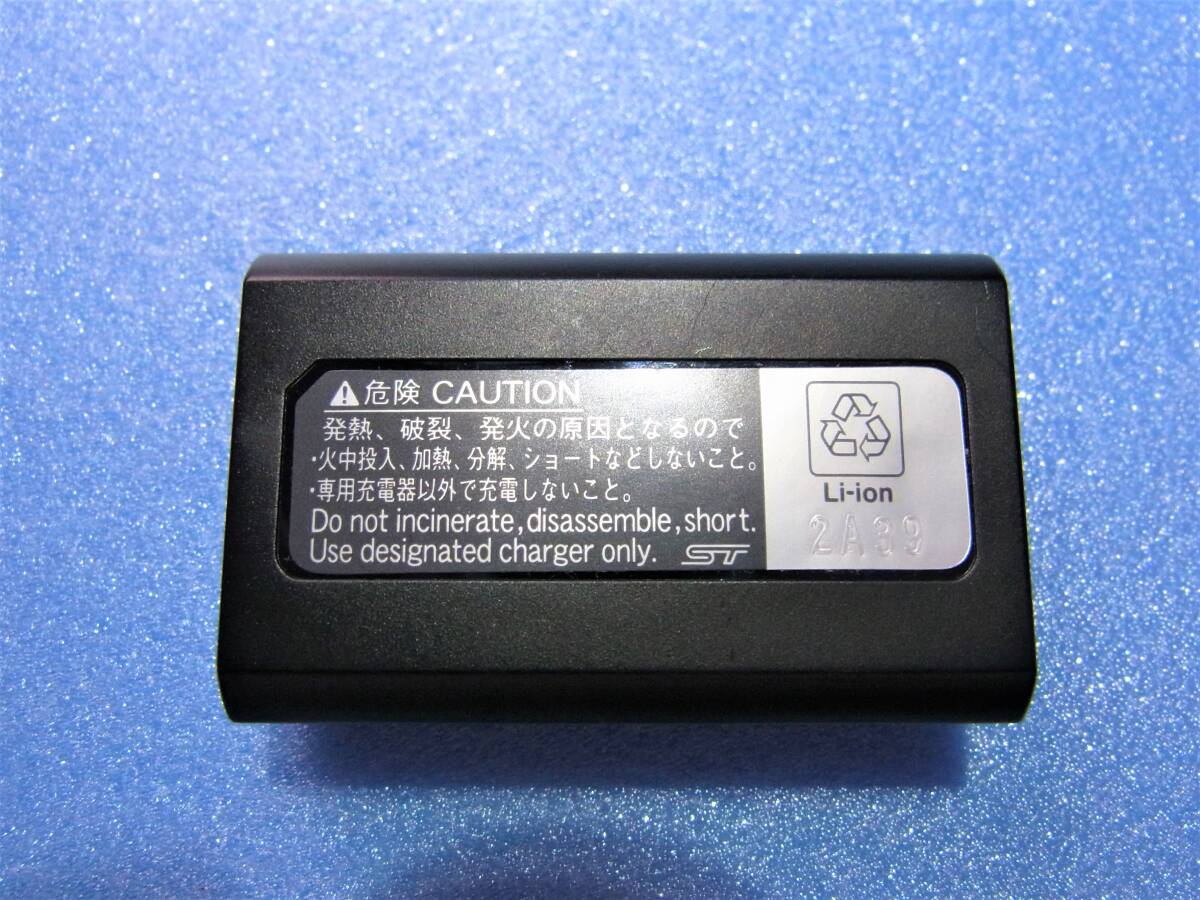 ⚠危険 CAUTION
発熱、破裂、発火の原因となるので
・火中投入、加熱、分解、ショートなどしないこと。
・専用充電器以外で充電しないこと。
Do not incinerate, disassemble, short.
Use designated charger only. ST
Li-ion
2A39